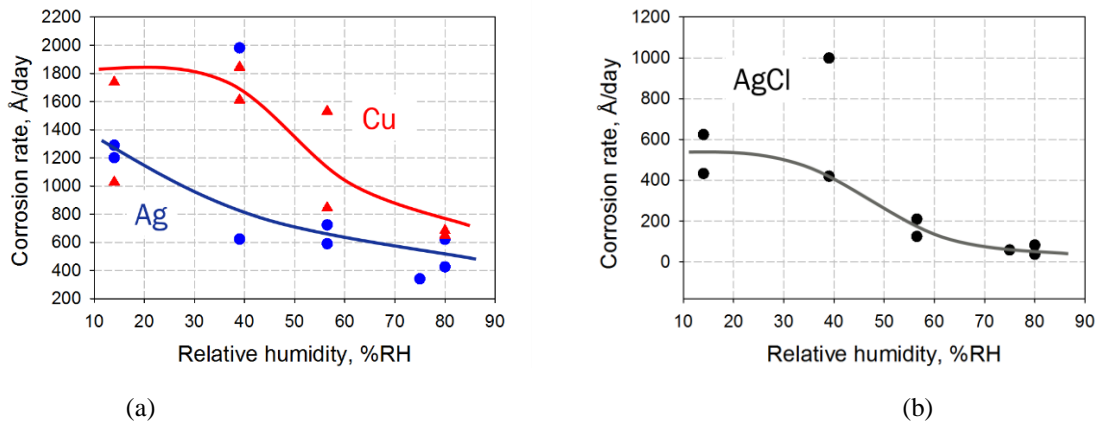 2200
2000
1800
1600
1400
1200
1000
800
600
400
200
Corrosion rate, Å/day
Cu
Ag
10 20 30 40 50 60 70 80 90
Relative humidity, %RH
(a)
1200
1000
800
600
400
200
0
Corrosion rate, Å/day
AgCl
10 20 30 40 50 60 70 80 90
Relative humidity, %RH
(b)